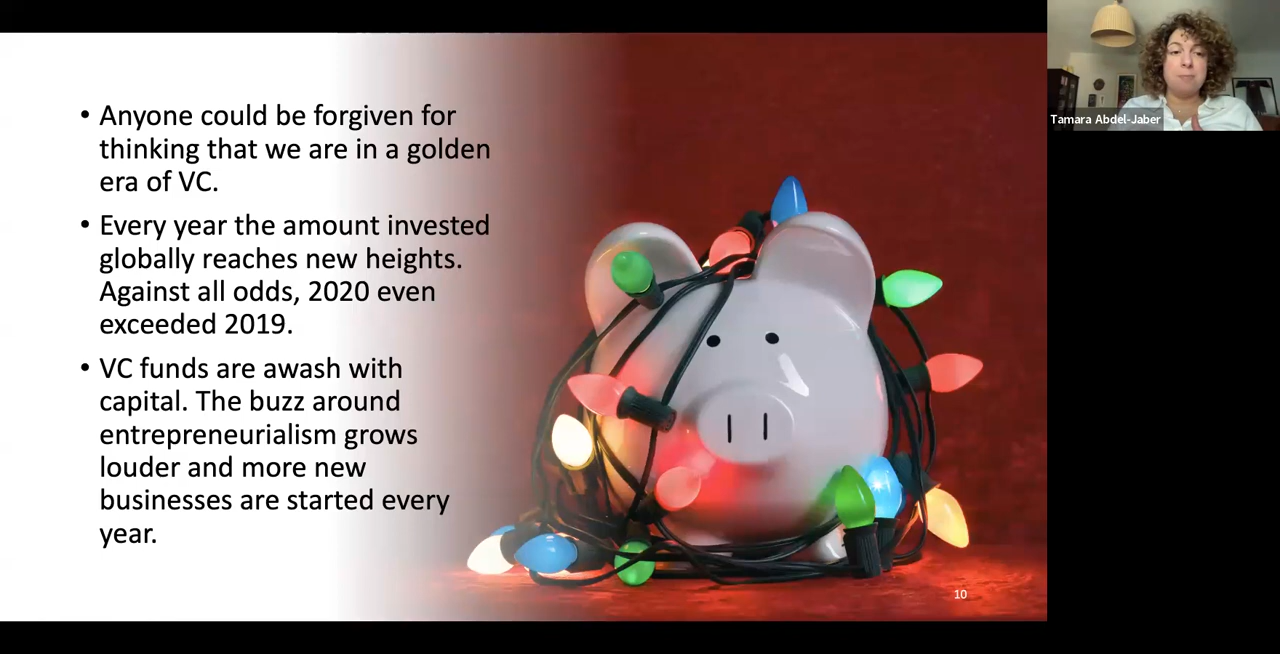 • Anyone could be forgiven for
thinking that we are in a golden
era of VC.
• Every year the amount invested
globally reaches new heights.
Against all odds, 2020 even
exceeded 2019.
• VC funds are awash with
capital. The buzz around
entrepreneurialism grows
louder and more new
businesses are started every
year.
10
Tamara Abdel-Jaber